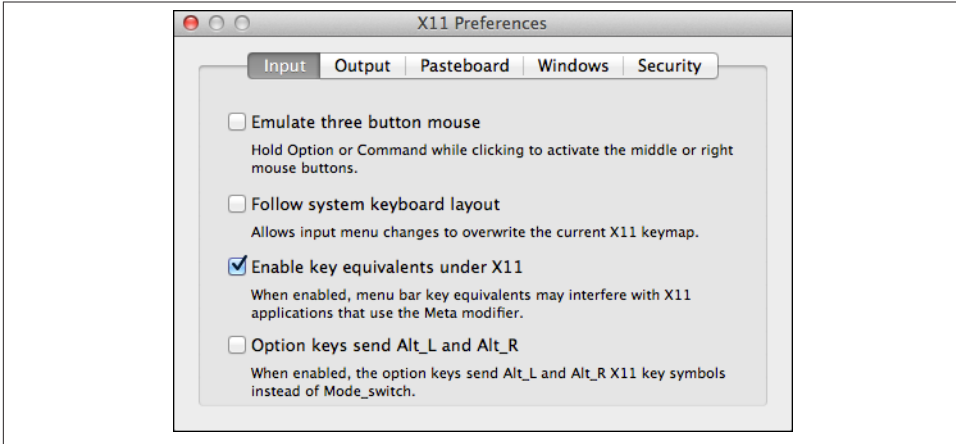 X11 Preferences
Input Output Pasteboard Windows Security
Emulate three button mouse
Hold Option or Command while clicking to activate the middle or right
mouse buttons.
Follow system keyboard layout
Allows input menu changes to overwrite the current X11 keymap.
Enable key equivalents under X11
When enabled, menu bar key equivalents may interfere with X11
applications that use the Meta modifier.
Option keys send Alt_L and Alt_R
When enabled, the option keys send Alt_L and Alt_R X11 key symbols
instead of Mode_switch.